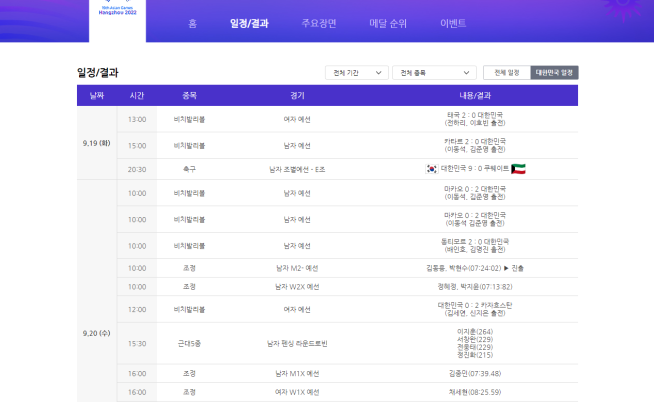 19th Asian Games
Hangzhou 2022
홈 일정/결과 주요장면 메달 순위 이벤트
일정/결과
전체 기간 전체 종목 전체 일정 대한민국 일정
날짜 시간 종목 경기 내용/결과
9.19 (화)
13:00 비치발리볼 여자 예선 태국 2 : 0 대한민국
(전하리, 이호빈 출전)
15:00 비치발리볼 남자 예선 카타르 2 : 0 대한민국
(이동석, 김준영 출전)
20:30 축구 남자 조별예선 - E조 대한민국 9 : 0 쿠웨이트
9.20 (수)
10:00 비치발리볼 남자 예선 마카오 0 : 2 대한민국
(이동석, 김준영 출전)
10:00 비치발리볼 남자 예선 마카오 0 : 2 대한민국
(이동석 김준영 출전)
10:00 비치발리볼 남자 예선 동티모르 2 : 0 대한민국
(배인호, 김명진 출전)
10:00 조정 남자 M2- 예선 김동용, 박현수(07:24:02) ▶ 진출
10:00 조정 남자 W2X 예선 정혜정, 박지윤(07:13:82)
12:00 비치발리볼 여자 예선 대한민국 0 : 2 카자흐스탄
(김세연, 신지은 출전)
15:30 근대5종 남자 펜싱 라운드로빈 이지훈(264)
서창완(229)
전웅태(229)
정진화(215)
16:00 조정 남자 M1X 예선 김종민(07:39.48)
16:00 조정 여자 W1X 예선 채세현(08:25.59)